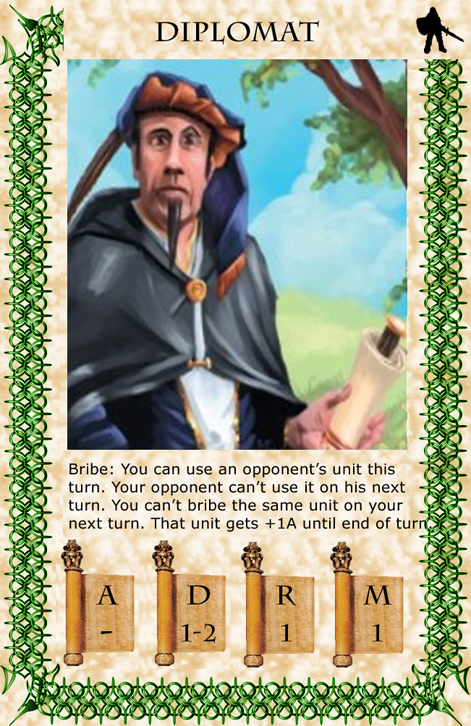 DIPLOMAT
Bribe: You can use an opponent's unit this
turn. Your opponent can't use it on his next
turn. You can't bribe the same unit on your
next turn. That unit gets +1A until end of turn.
A D R M
- 1-2 1 1